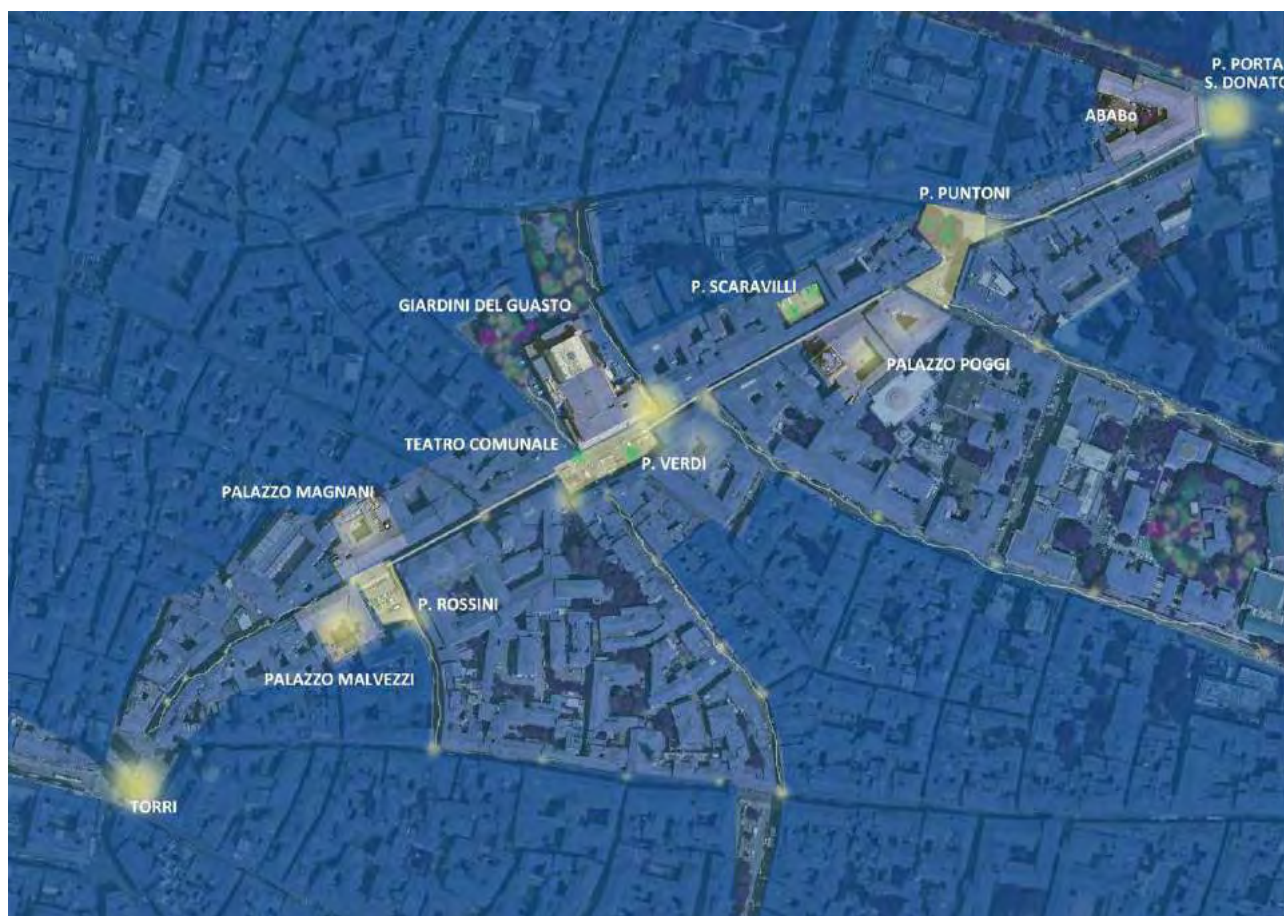 P. PORTA
S. DONATO
ABABo
P. PUNTONI
P. SCARAVILLI
GIARDINI DEL GUASTO
PALAZZO POGGI
TEATRO COMUNALE
P. VERDI
PALAZZO MAGNANI
P. ROSSINI
PALAZZO MALVEZZI
TORRI